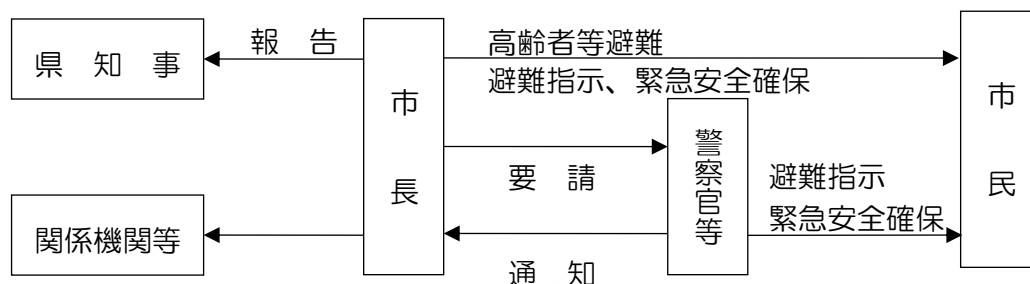 県　知　事
報　告
市長
高齢者等避難
避難指示、緊急安全確保
市民
要　請
警察官等
避難指示
緊急安全確保
関係機関等
通　知